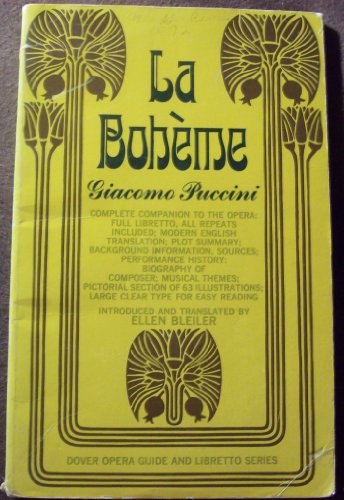 La
Bohème
Giacomo Puccini
COMPLETE COMPANION TO THE OPERA:
FULL LIBRETTO, ALL REPEATS
INCLUDED; MODERN ENGLISH
TRANSLATION; PLOT SUMMARY;
BACKGROUND INFORMATION, SOURCES;
PERFORMANCE HISTORY;
BIOGRAPHY OF
COMPOSER; MUSICAL THEMES;
PICTORIAL SECTION OF 63 ILLUSTRATIONS;
LARGE CLEAR TYPE FOR EASY READING
INTRODUCED AND TRANSLATED BY
ELLEN BLEILER
DOVER OPERA GUIDE AND LIBRETTO SERIES